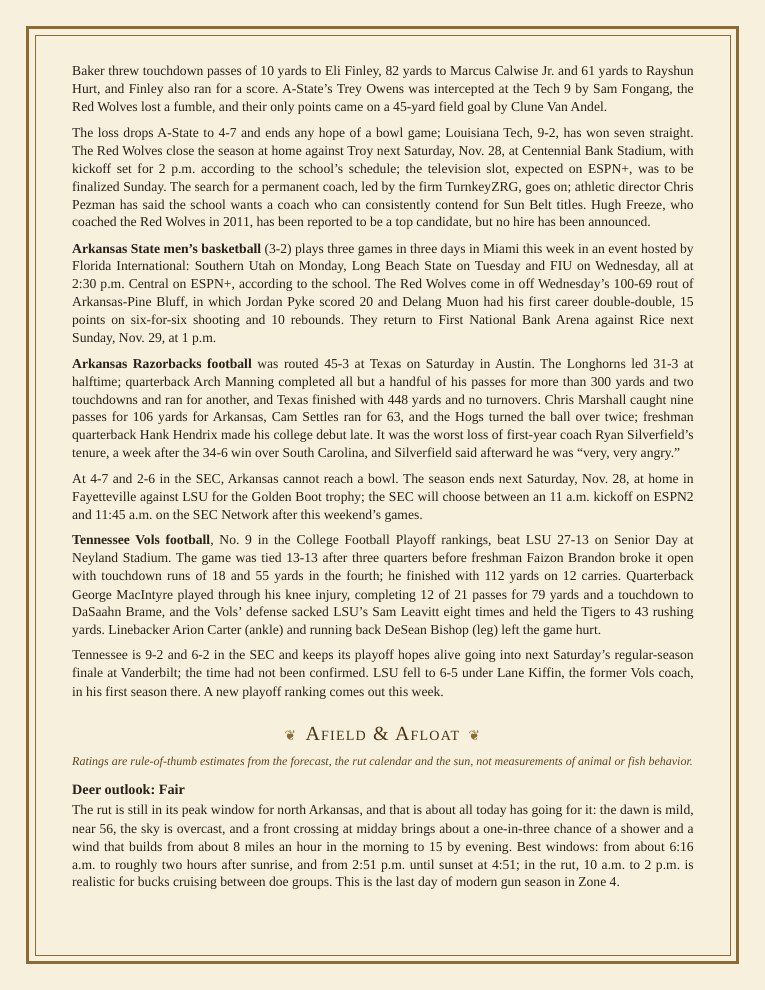 Baker threw touchdown passes of 10 yards to Eli Finley, 82 yards to Marcus Calwise Jr. and 61 yards to Rayshun
Hurt, and Finley also ran for a score. A-State’s Trey Owens was intercepted at the Tech 9 by Sam Fongang, the
Red Wolves lost a fumble, and their only points came on a 45-yard field goal by Clune Van Andel.
The loss drops A-State to 4-7 and ends any hope of a bowl game; Louisiana Tech, 9-2, has won seven straight.
The Red Wolves close the season at home against Troy next Saturday, Nov. 28, at Centennial Bank Stadium, with
kickoff set for 2 p.m. according to the school’s schedule; the television slot, expected on ESPN+, was to be
finalized Sunday. The search for a permanent coach, led by the firm TurnkeyZRG, goes on; athletic director Chris
Pezman has said the school wants a coach who can consistently contend for Sun Belt titles. Hugh Freeze, who
coached the Red Wolves in 2011, has been reported to be a top candidate, but no hire has been announced.
Arkansas State men’s basketball (3-2) plays three games in three days in Miami this week in an event hosted by
Florida International: Southern Utah on Monday, Long Beach State on Tuesday and FIU on Wednesday, all at
2:30 p.m. Central on ESPN+, according to the school. The Red Wolves come in off Wednesday’s 100-69 rout of
Arkansas-Pine Bluff, in which Jordan Pyke scored 20 and Delang Muon had his first career double-double, 15
points on six-for-six shooting and 10 rebounds. They return to First National Bank Arena against Rice next
Sunday, Nov. 29, at 1 p.m.
Arkansas Razorbacks football was routed 45-3 at Texas on Saturday in Austin. The Longhorns led 31-3 at
halftime; quarterback Arch Manning completed all but a handful of his passes for more than 300 yards and two
touchdowns and ran for another, and Texas finished with 448 yards and no turnovers. Chris Marshall caught nine
passes for 106 yards for Arkansas, Cam Settles ran for 63, and the Hogs turned the ball over twice; freshman
quarterback Hank Hendrix made his college debut late. It was the worst loss of first-year coach Ryan Silverfield’s
tenure, a week after the 34-6 win over South Carolina, and Silverfield said afterward he was “very, very angry.”
At 4-7 and 2-6 in the SEC, Arkansas cannot reach a bowl. The season ends next Saturday, Nov. 28, at home in
Fayetteville against LSU for the Golden Boot trophy; the SEC will choose between an 11 a.m. kickoff on ESPN2
and 11:45 a.m. on the SEC Network after this weekend’s games.
Tennessee Vols football, No. 9 in the College Football Playoff rankings, beat LSU 27-13 on Senior Day at
Neyland Stadium. The game was tied 13-13 after three quarters before freshman Faizon Brandon broke it open
with touchdown runs of 18 and 55 yards in the fourth; he finished with 112 yards on 12 carries. Quarterback
George MacIntyre played through his knee injury, completing 12 of 21 passes for 79 yards and a touchdown to
DaSaahn Brame, and the Vols’ defense sacked LSU’s Sam Leavitt eight times and held the Tigers to 43 rushing
yards. Linebacker Arion Carter (ankle) and running back DeSean Bishop (leg) left the game hurt.
Tennessee is 9-2 and 6-2 in the SEC and keeps its playoff hopes alive going into next Saturday’s regular-season
finale at Vanderbilt; the time had not been confirmed. LSU fell to 6-5 under Lane Kiffin, the former Vols coach,
in his first season there. A new playoff ranking comes out this week.
❦ Afield & Afloat ❦
Ratings are rule-of-thumb estimates from the forecast, the rut calendar and the sun, not measurements of animal or fish behavior.
Deer outlook: Fair
The rut is still in its peak window for north Arkansas, and that is about all today has going for it: the dawn is mild,
near 56, the sky is overcast, and a front crossing at midday brings about a one-in-three chance of a shower and a
wind that builds from about 8 miles an hour in the morning to 15 by evening. Best windows: from about 6:16
a.m. to roughly two hours after sunrise, and from 2:51 p.m. until sunset at 4:51; in the rut, 10 a.m. to 2 p.m. is
realistic for bucks cruising between doe groups. This is the last day of modern gun season in Zone 4.